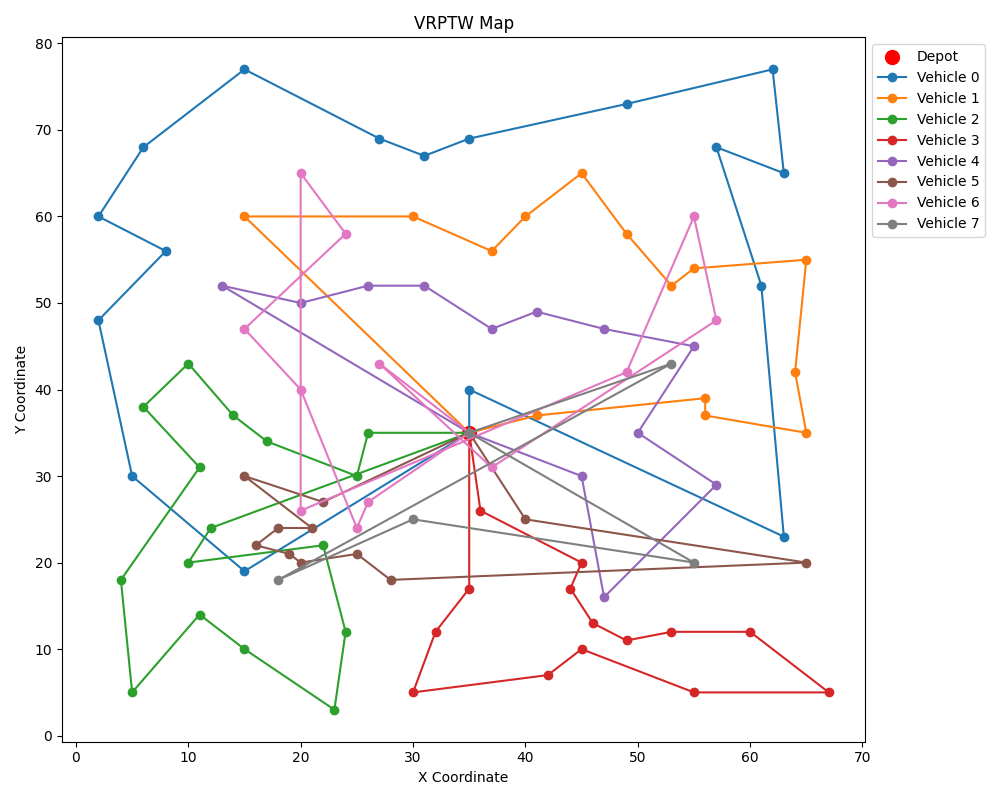 VRPTW Map
Y Coordinate
80
70
60
50
40
30
20
10
0
0 10 20 30 40 50 60 70
X Coordinate
Depot
Vehicle 0
Vehicle 1
Vehicle 2
Vehicle 3
Vehicle 4
Vehicle 5
Vehicle 6
Vehicle 7